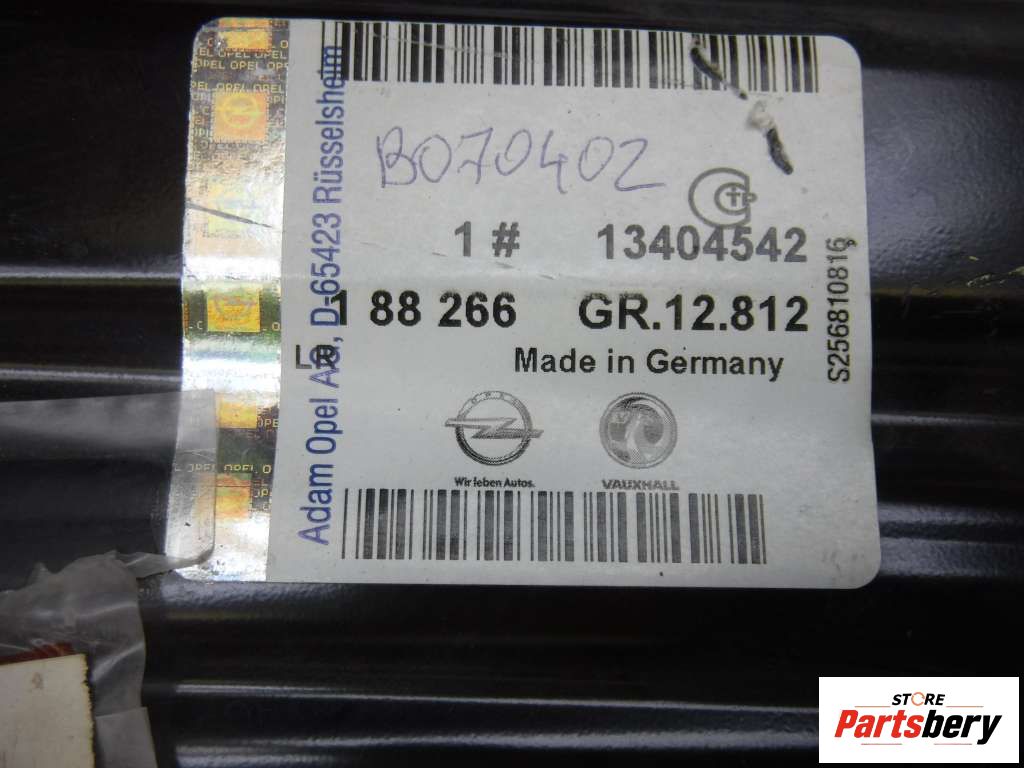 B070402
1 # 13404542
1 88 266 GR.12.812
Made in Germany
OPEL
Wir leben Autos.
VAUXHALL
Adam Opel AG, D-65423 Rüsselsheim
S256810816
STORE
Partsbery